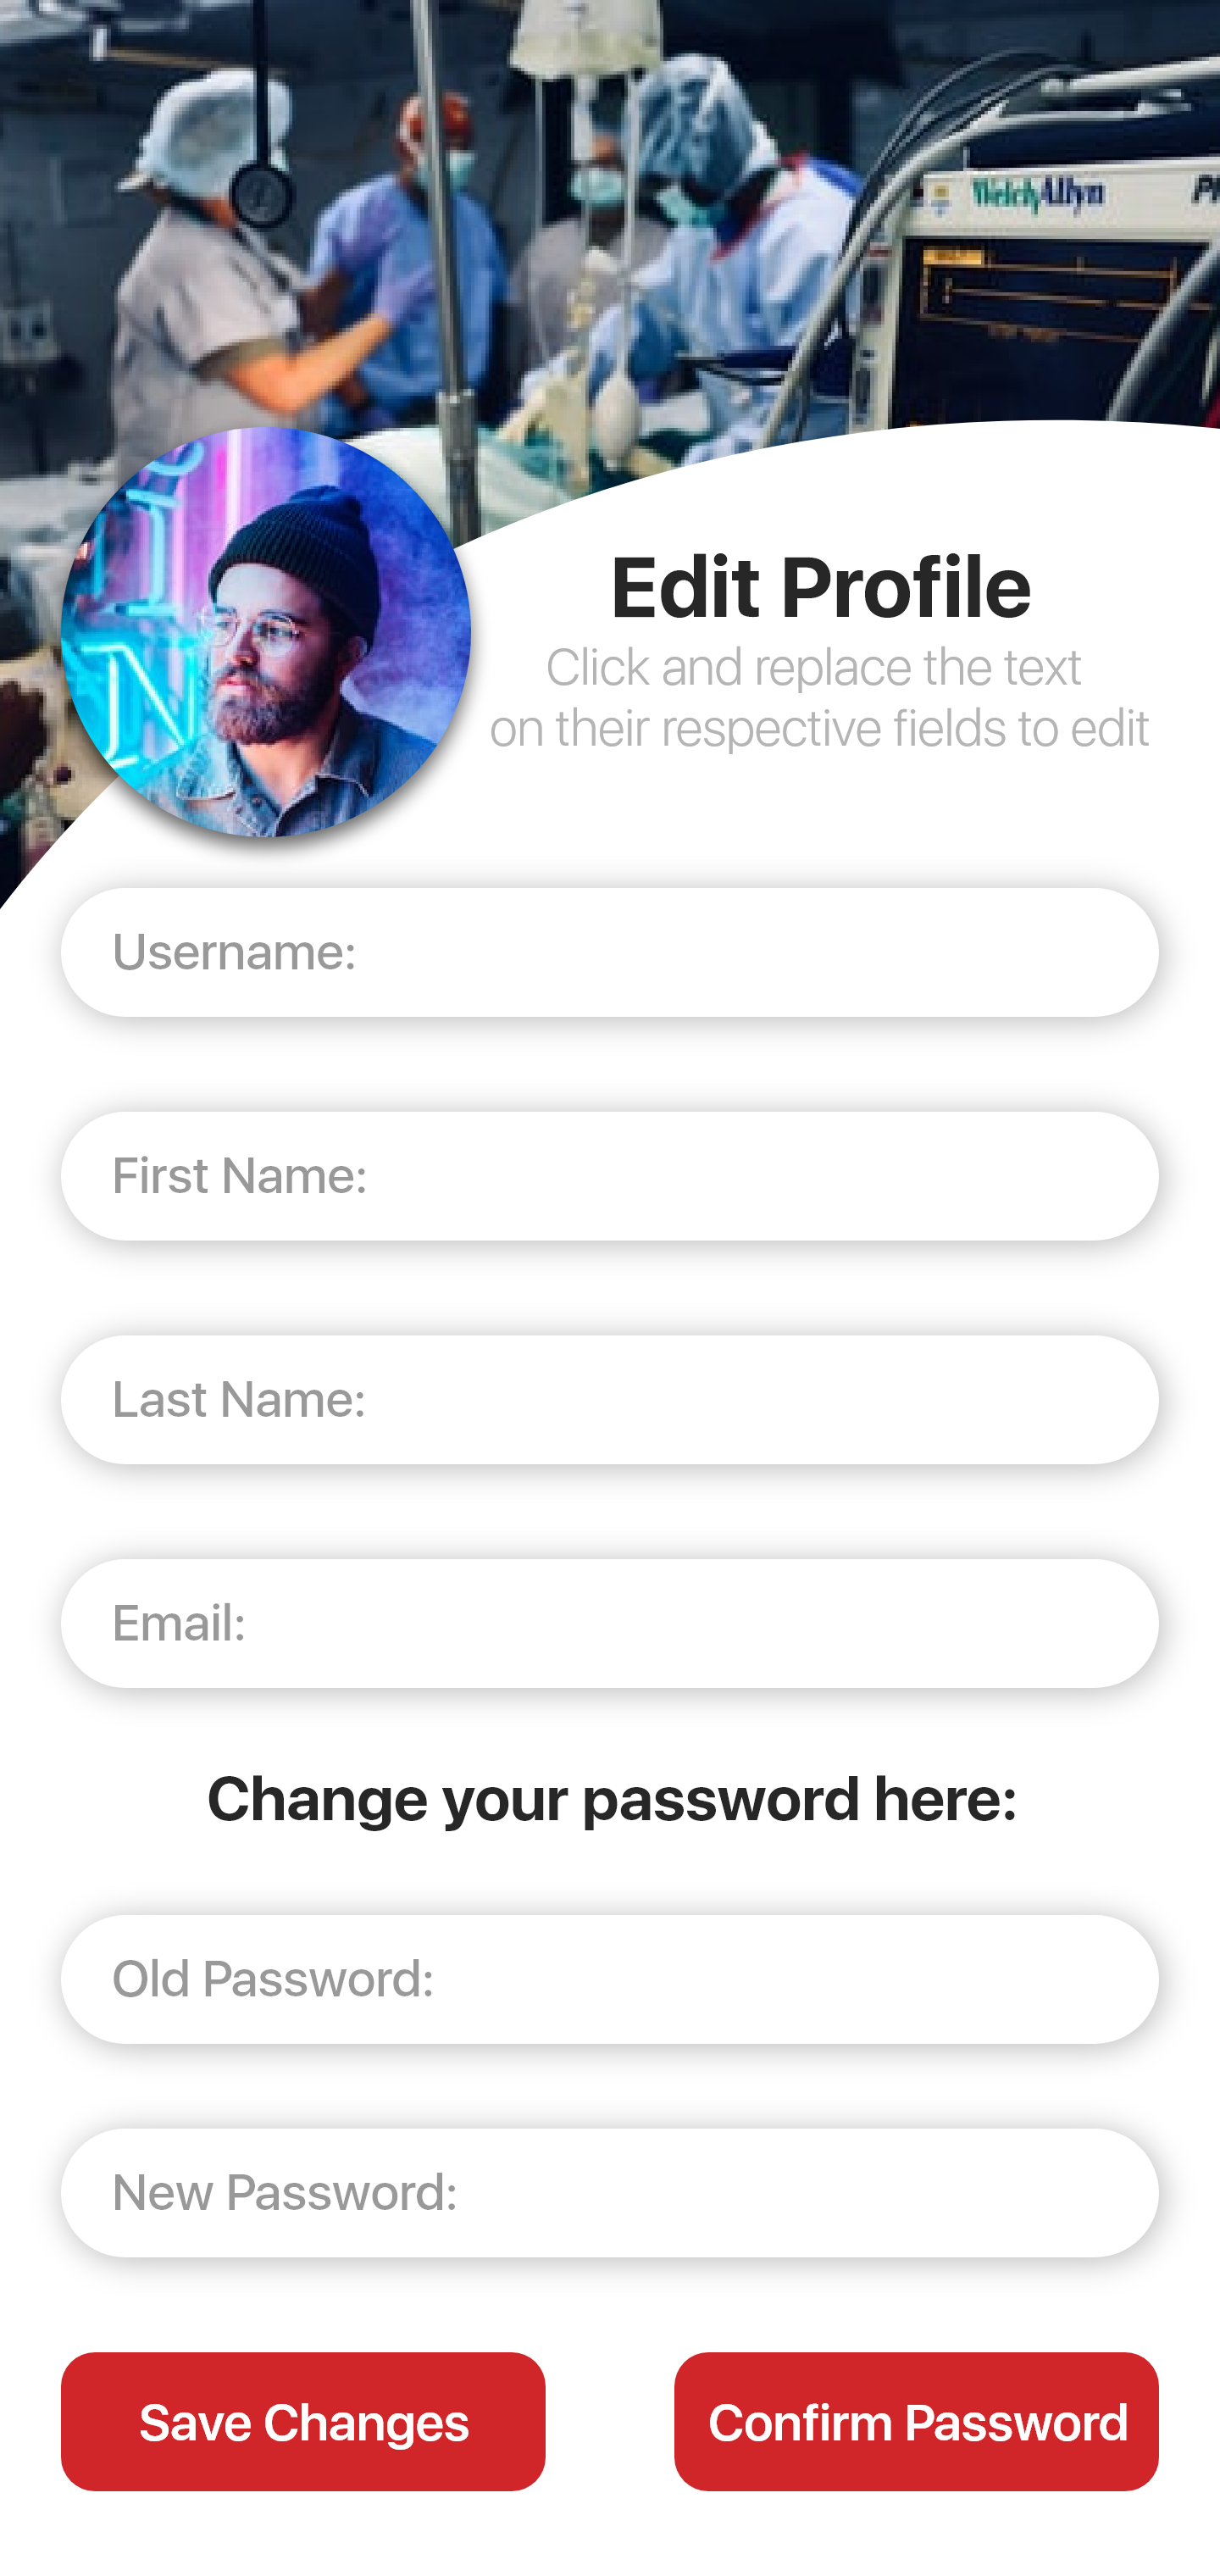 WelchAllyn
Edit Profile
Click and replace the text
on their respective fields to edit
Username:
First Name:
Last Name:
Email:
Change your password here:
Old Password:
New Password:
Save Changes
Confirm Password